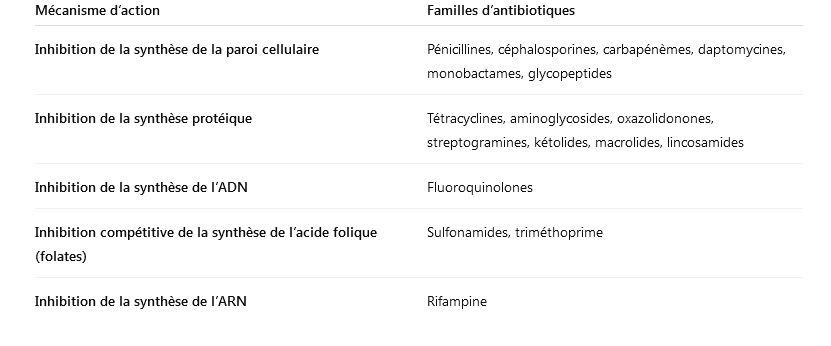 Mécanisme d’action Familles d’antibiotiques
Inhibition de la synthèse de la paroi cellulaire Pénicillines, céphalosporines, carbapénèmes, daptomycines,
monobactames, glycopeptides
Inhibition de la synthèse protéique Tétracyclines, aminoglycosides, oxazolidonones,
streptogramines, kétolides, macrolides, lincosamides
Inhibition de la synthèse de l’ADN Fluoroquinolones
Inhibition compétitive de la synthèse de l’acide folique Sulfonamides, triméthoprime
(folates)
Inhibition de la synthèse de l’ARN Rifampine